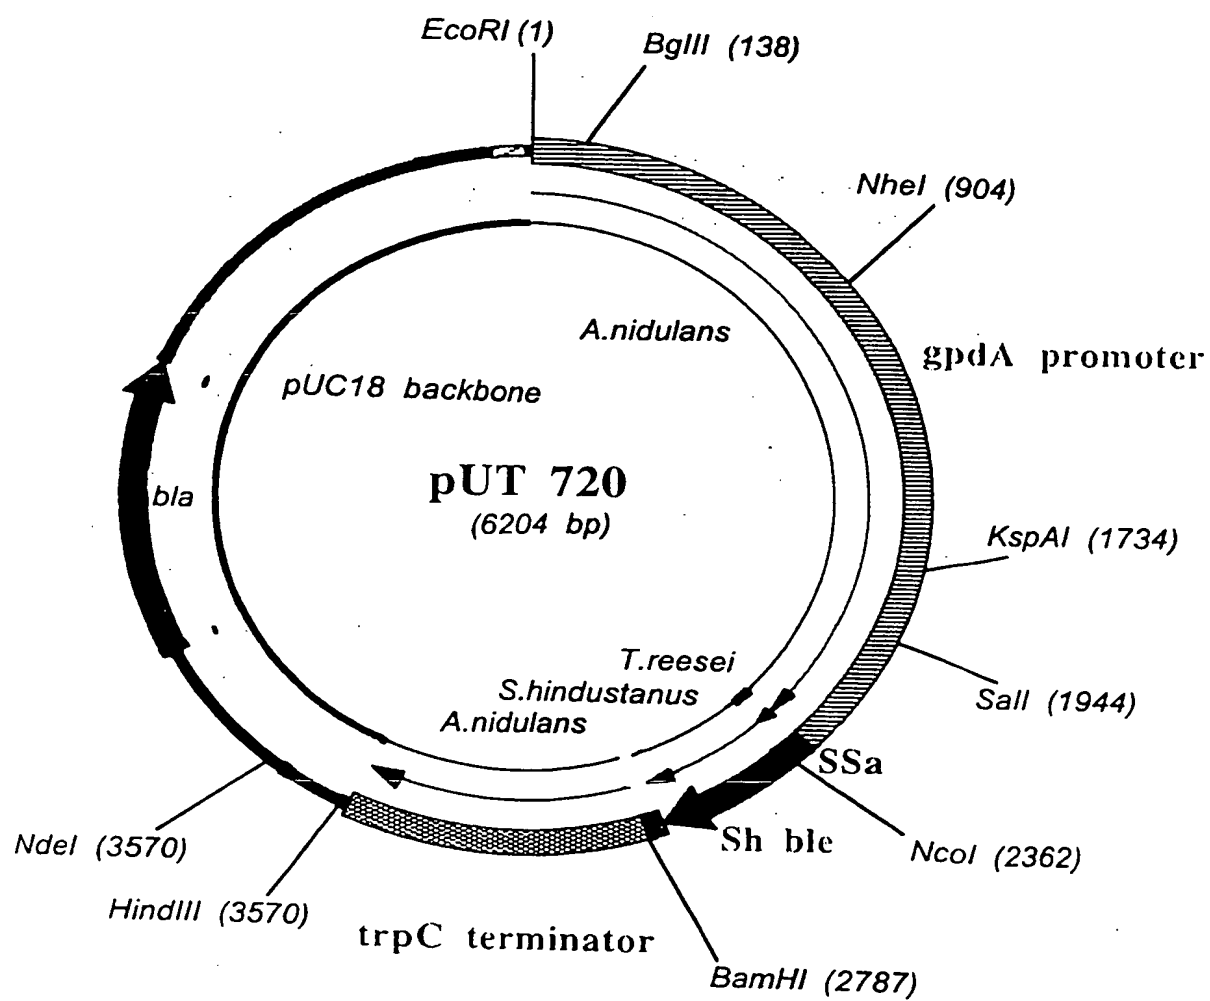 EcoRI (1)
BglII (138)
NheI (904)
A.nidulans
gpdA promoter
pUC18 backbone
pUT 720
(6204 bp)
bla
KspAI (1734)
T.reesei
S.hindustanus
A.nidulans
SalI (1944)
SSa
Sh ble
NdeI (3570)
NcoI (2362)
HindIII (3570)
trpC terminator
BamHI (2787)